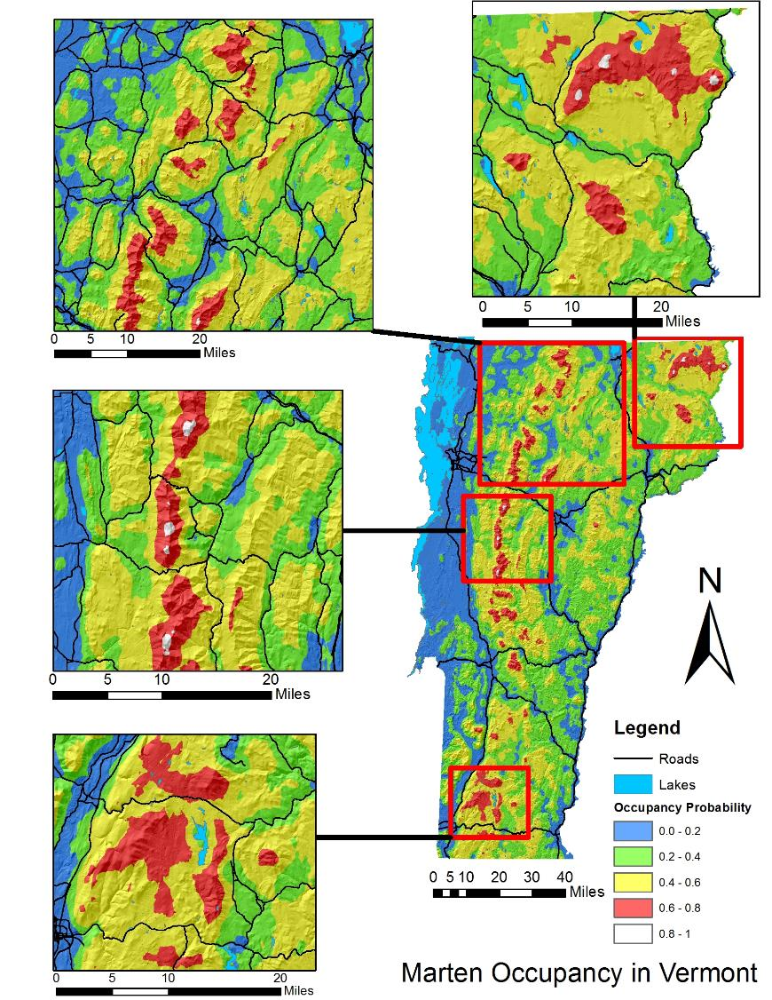 0 5 10 20 Miles
0 5 10 20 Miles
0 5 10 20 Miles
N
Legend
Roads
Lakes
Occupancy Probability
0.0 - 0.2
0.2 - 0.4
0.4 - 0.6
0.6 - 0.8
0.8 - 1
0 5 10 20 30 40 Miles
0 5 10 20 Miles
Marten Occupancy in Vermont